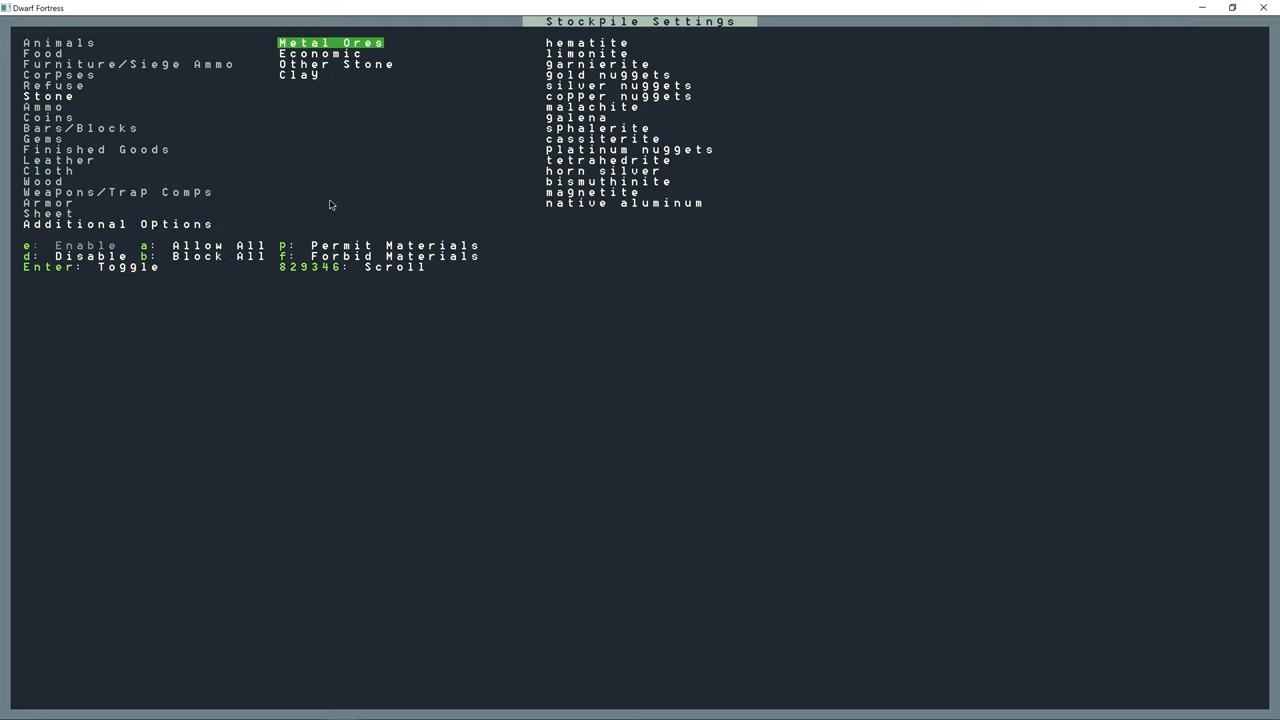 Dwarf Fortress
Stockpile Settings
Animals
Food
Furniture/Siege Ammo
Corpses
Refuse
Stone
Ammo
Coins
Bars/Blocks
Gems
Finished Goods
Leather
Cloth
Wood
Weapons/Trap Comps
Armor
Sheet
Additional Options
Metal Ores
Economic
Other Stone
Clay
hematite
limonite
garnierite
gold nuggets
silver nuggets
copper nuggets
malachite
galena
sphalerite
cassiterite
platinum nuggets
tetrahedrite
horn silver
bismuthinite
magnetite
native aluminum
e: Enable a: Allow All p: Permit Materials
d: Disable b: Block All f: Forbid Materials
Enter: Toggle 829346: Scroll